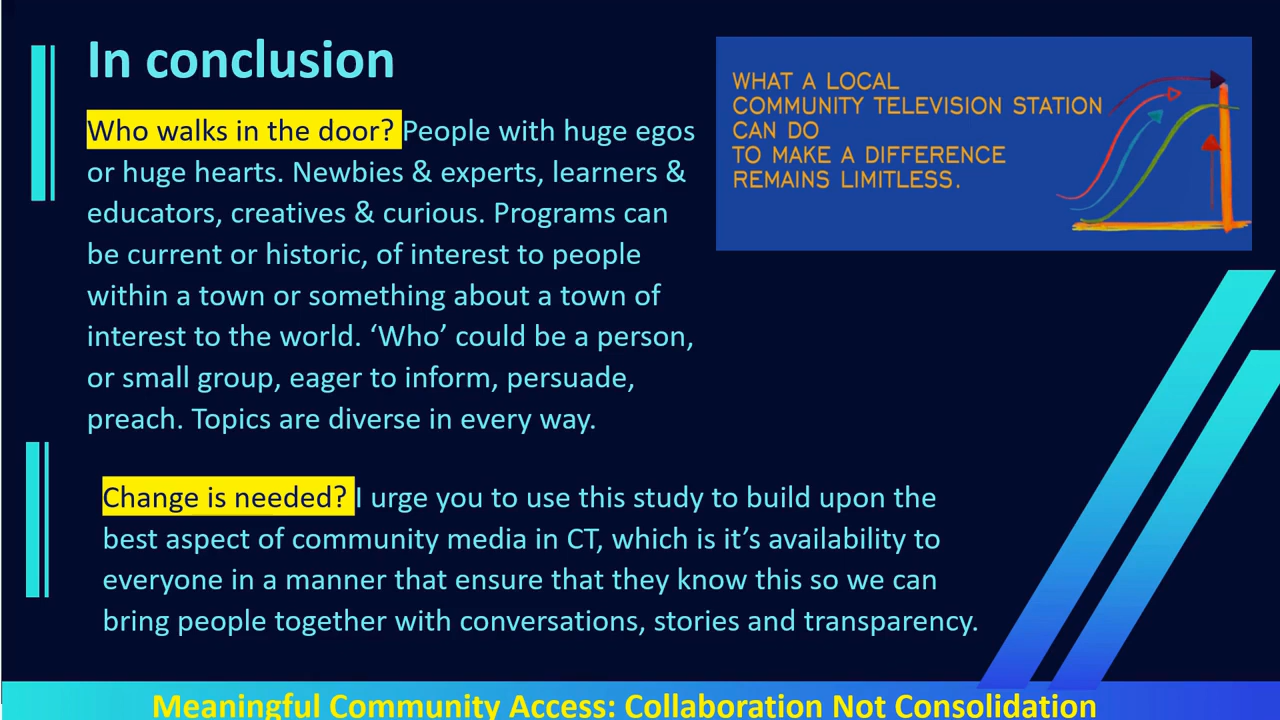 In conclusion
Who walks in the door? People with huge egos
or huge hearts. Newbies & experts, learners &
educators, creatives & curious. Programs can
be current or historic, of interest to people
within a town or something about a town of
interest to the world. ‘Who’ could be a person,
or small group, eager to inform, persuade,
preach. Topics are diverse in every way.
WHAT A LOCAL
COMMUNITY TELEVISION STATION
CAN DO
TO MAKE A DIFFERENCE
REMAINS LIMITLESS.
Change is needed? I urge you to use this study to build upon the
best aspect of community media in CT, which is it’s availability to
everyone in a manner that ensure that they know this so we can
bring people together with conversations, stories and transparency.
Meaningful Community Access: Collaboration Not Consolidation